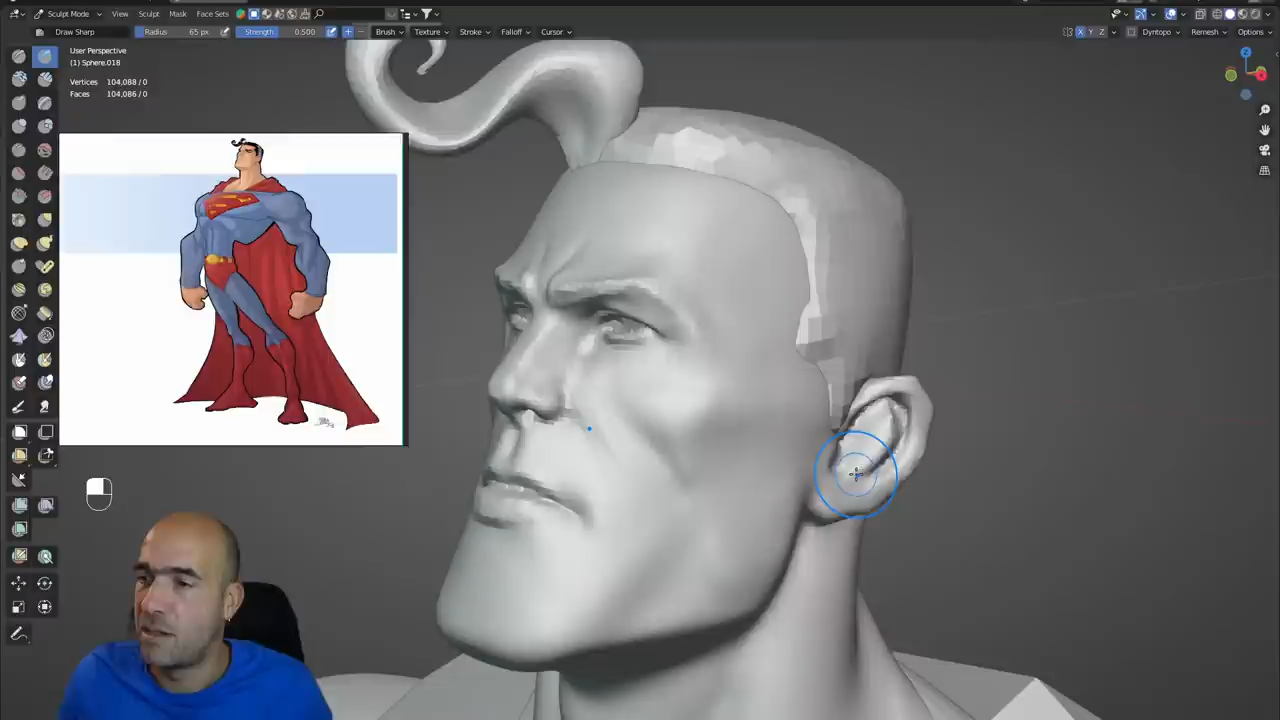 Sculpt Mode View Sculpt Mask Face Sets
Draw Sharp Radius 65 px Strength 0.500 Brush Texture Stroke Falloff Cursor X Y Z Dyntopo Remesh Options
User Perspective
(1) Sphere.018
Vertices 104,088 / 0
Faces 104,086 / 0
Z